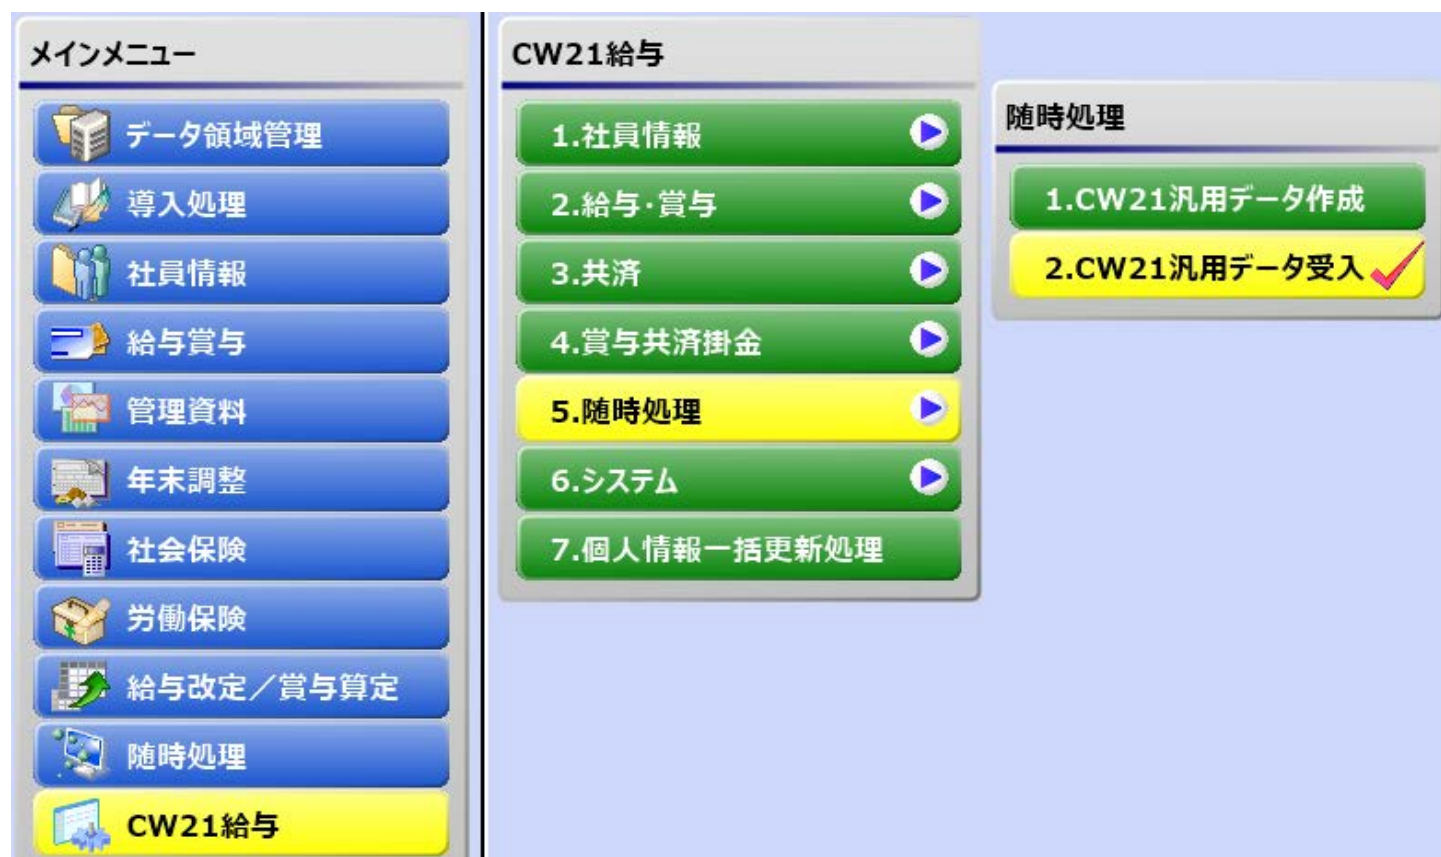 メインメニュー
データ領域管理
導入処理
社員情報
給与賞与
管理資料
年末調整
社会保険
労働保険
給与改定／賞与算定
随時処理
CW21給与
CW21給与
1.社員情報
2.給与・賞与
3.共済
4.賞与共済掛金
5.随時処理
6.システム
7.個人情報一括更新処理
随時処理
1.CW21汎用データ作成
2.CW21汎用データ受入